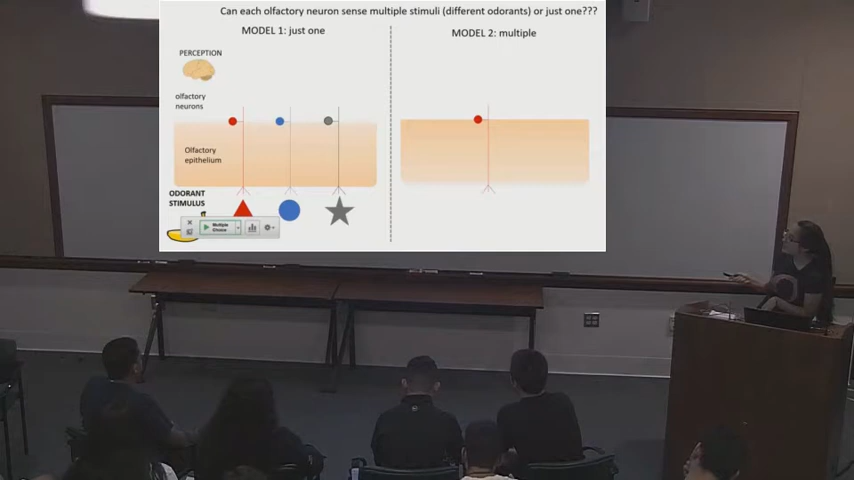 Can each olfactory neuron sense multiple stimuli (different odorants) or just one???
MODEL 1: just one
MODEL 2: multiple
PERCEPTION
olfactory
neurons
Olfactory
epithelium
ODORANT
STIMULUS
Multiple
Choice